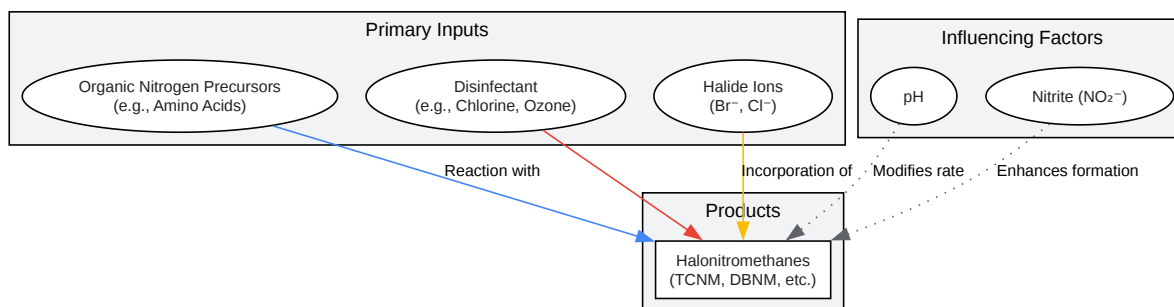 Primary Inputs
Influencing Factors
Organic Nitrogen Precursors
(e.g., Amino Acids)
Disinfectant
(e.g., Chlorine, Ozone)
Halide Ions
(Br⁻, Cl⁻)
pH
Nitrite (NO₂⁻)
Reaction with
Incorporation of
Modifies rate
Enhances formation
Products
Halonitromethanes
(TCNM, DBNM, etc.)